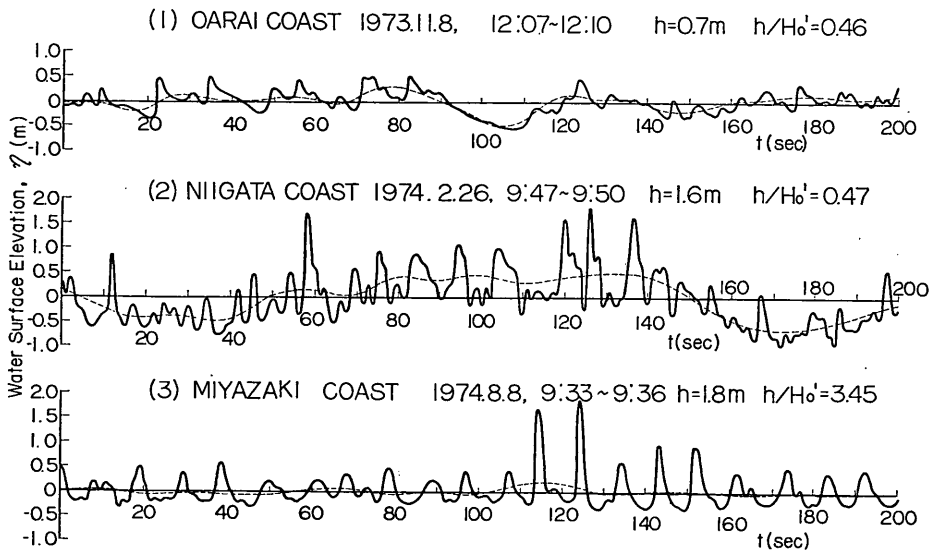 (1) OARAI COAST 1973.11.8, 12:07~12:10 h=0.7m h/Ho'=0.46
1.0
0.5
0
-0.5
-1.0
20 40 60 80 100 120 140 160 180 200
t(sec)
Water Surface Elevation, η (m)
(2) NIIGATA COAST 1974.2.26, 9:47~9:50 h=1.6m h/Ho'=0.47
2.0
1.5
1.0
0.5
0
-0.5
-1.0
20 40 60 80 100 120 140 160 180 200
t(sec)
(3) MIYAZAKI COAST 1974.8.8, 9:33~9:36 h=1.8m h/Ho'=3.45
2.0
1.5
1.0
0.5
0
-0.5
-1.0
20 40 60 80 100 120 140 160 180 200
t(sec)